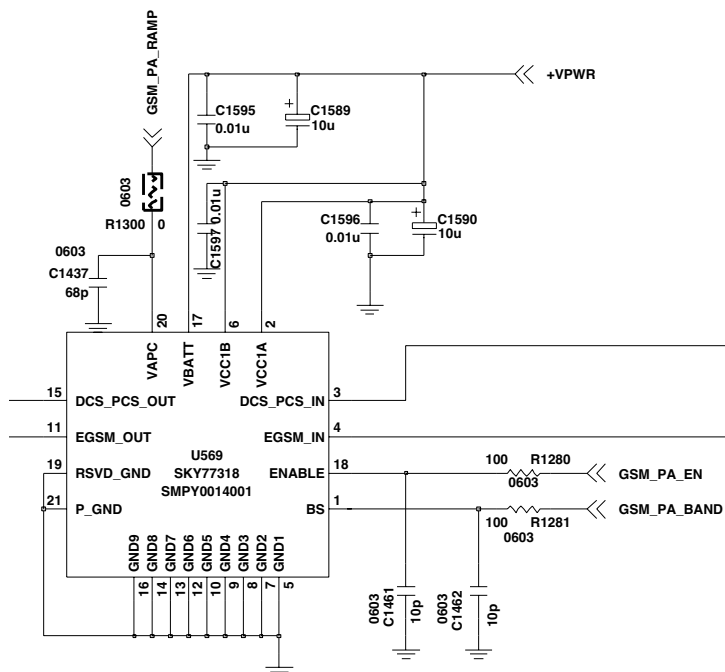 GSM_PA_RAMP
+VPWR
C1595
0.01u
+
C1589
10u
0603
R1300 0
C1597 0.01u
C1596
0.01u
+
C1590
10u
0603
C1437
68p
20
17
6
2
VAPC
VBATT
VCC1B
VCC1A
15
DCS_PCS_OUT
DCS_PCS_IN
3
11
EGSM_OUT
EGSM_IN
4
U569
SKY77318
SMPY0014001
19
RSVD_GND
ENABLE
18
100
R1280
0603
GSM_PA_EN
21
P_GND
BS
1
100
R1281
0603
GSM_PA_BAND
GND9
GND8
GND7
GND6
GND5
GND4
GND3
GND2
GND1
16
14
13
12
10
9
8
7
5
0603
C1461
10p
0603
C1462
10p